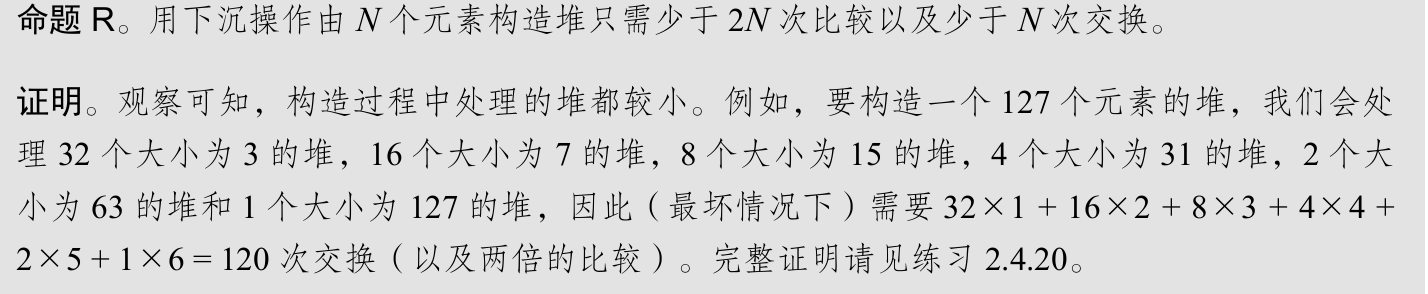 命题 R。用下沉操作由 N 个元素构造堆只需少于 2N 次比较以及少于 N 次交换。
证明。观察可知，构造过程中处理的堆都较小。例如，要构造一个 127 个元素的堆，我们会处
理 32 个大小为 3 的堆，16 个大小为 7 的堆，8 个大小为 15 的堆，4 个大小为 31 的堆，2 个大
小为 63 的堆和 1 个大小为 127 的堆，因此（最坏情况下）需要 32×1 + 16×2 + 8×3 + 4×4 +
2×5 + 1×6 = 120 次交换（以及两倍的比较）。完整证明请见练习 2.4.20。